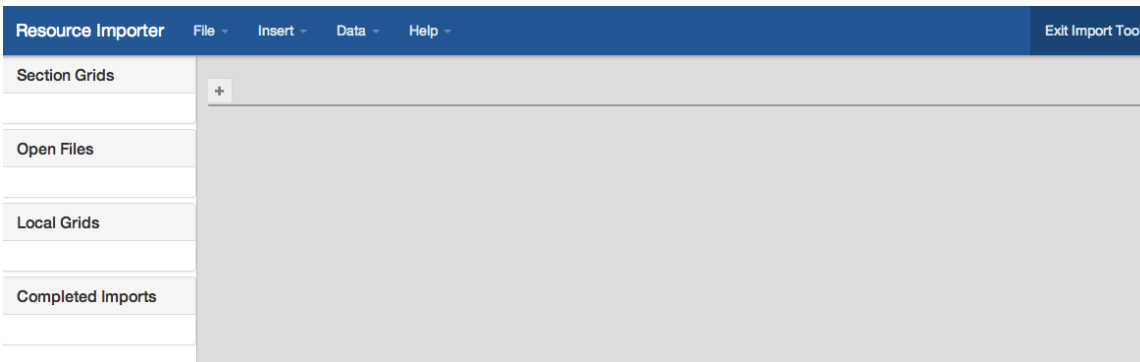 Resource Importer File Insert Data Help Exit Import Too
Section Grids
+
Open Files
Local Grids
Completed Imports